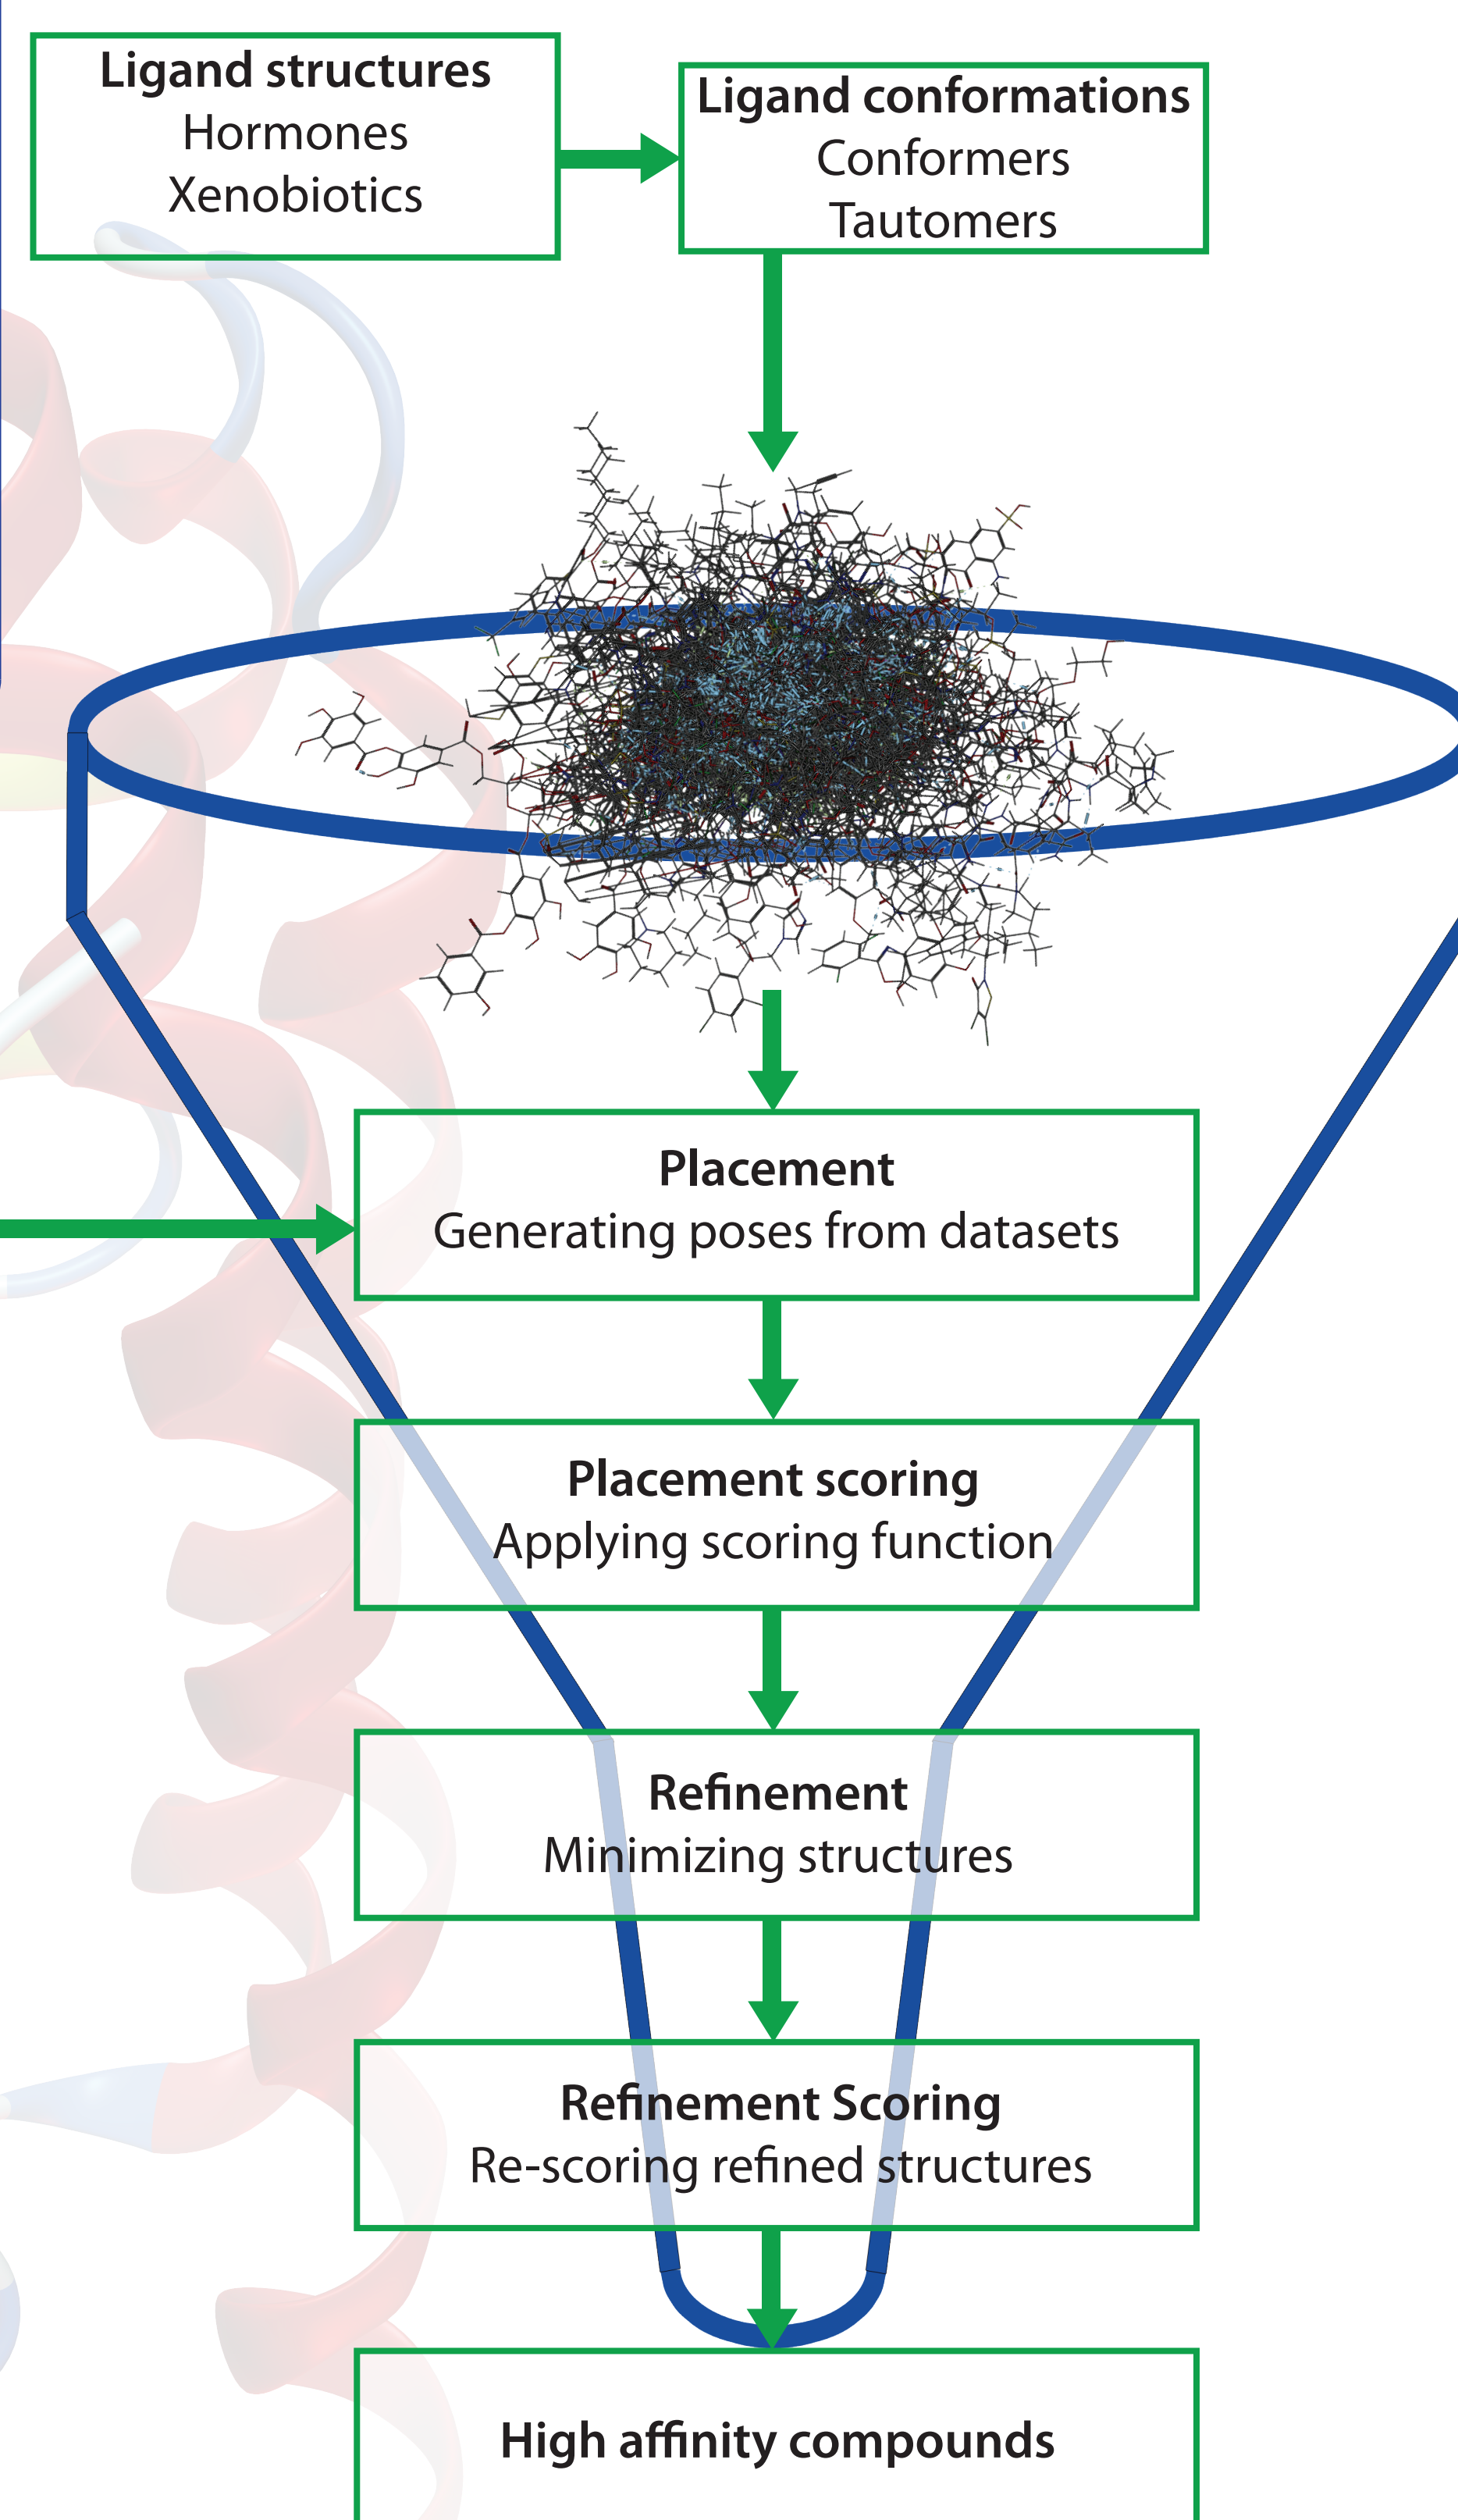 Ligand structures
Hormones
Xenobiotics
Ligand conformations
Conformers
Tautomers
Placement
Generating poses from datasets
Placement scoring
Applying scoring function
Refinement
Minimizing structures
Refinement Scoring
Re-scoring refined structures
High affinity compounds